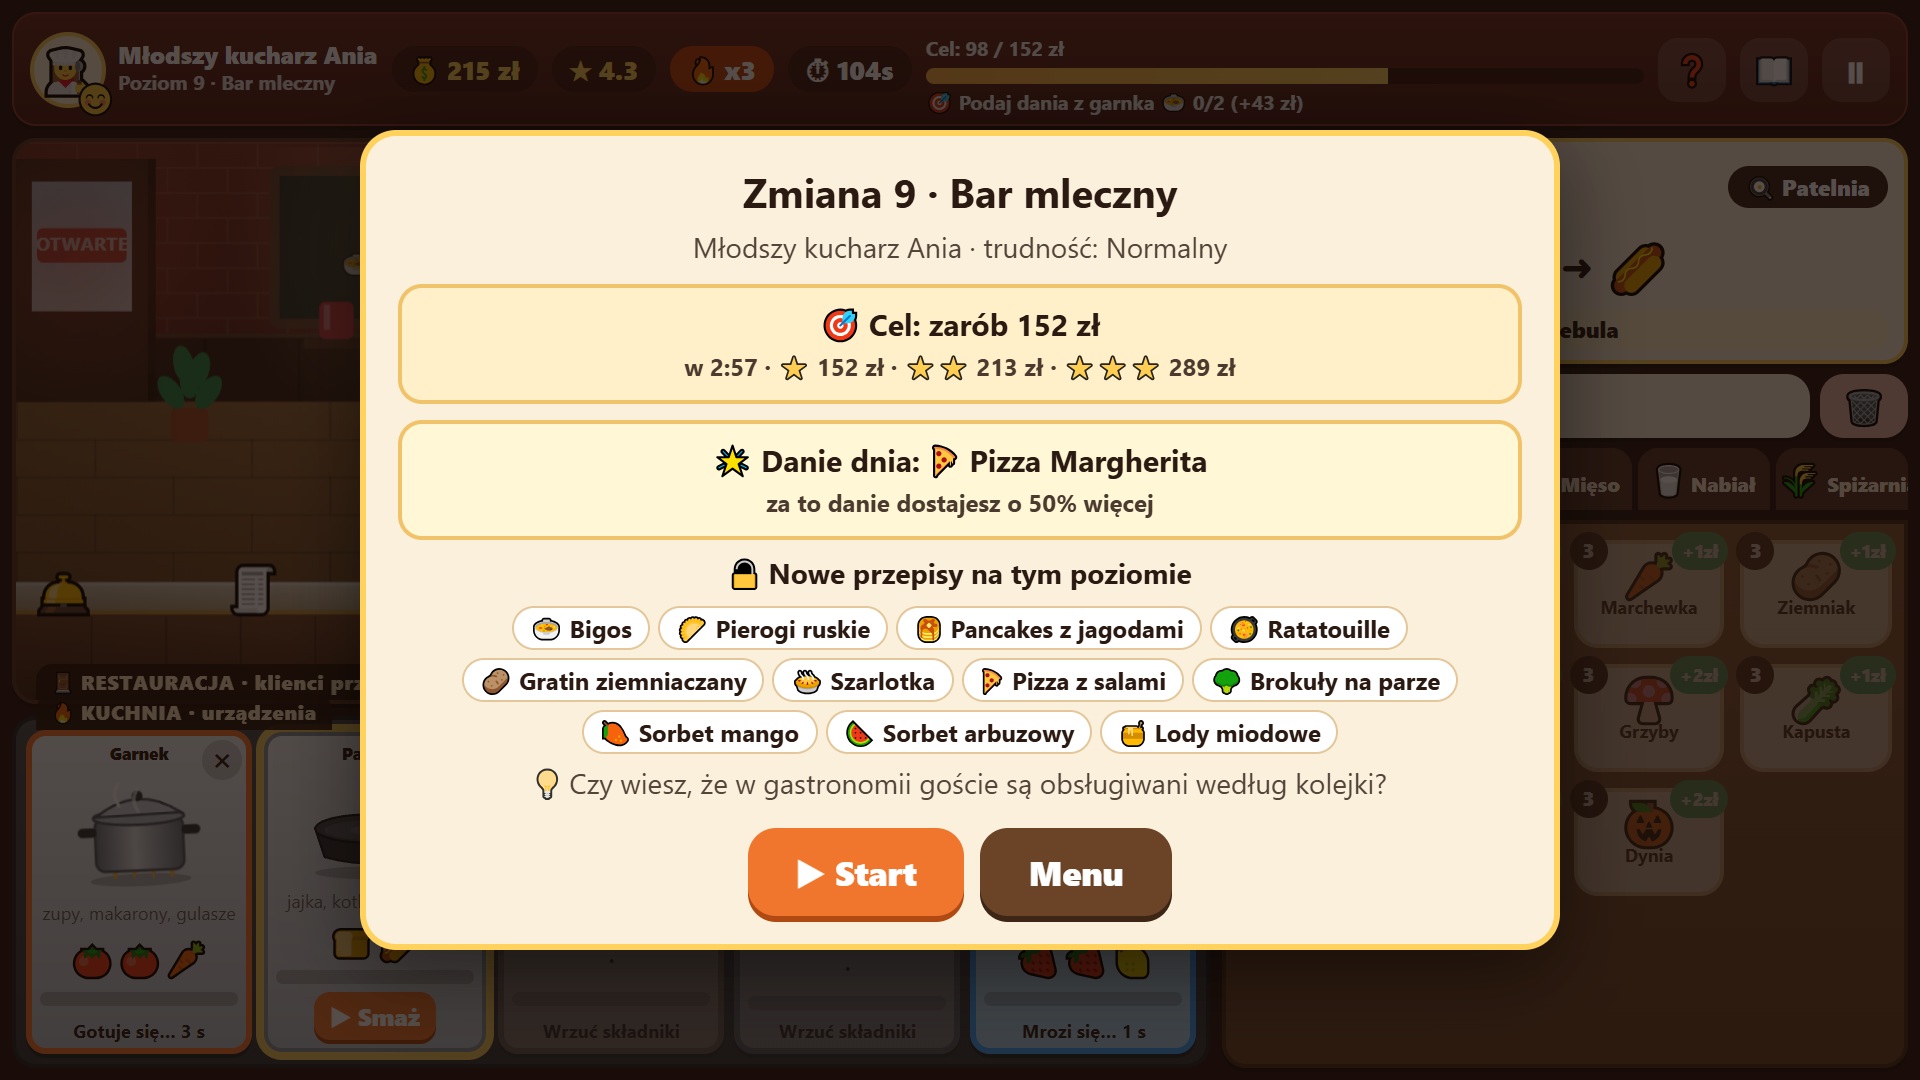 Młodszy kucharz Ania
Poziom 9 · Bar mleczny
215 zł
4.3
x3
104s
Cel: 98 / 152 zł
Podaj dania z garnka 0/2 (+43 zł)
OTWARTE
Zmiana 9 · Bar mleczny
Młodszy kucharz Ania · trudność: Normalny
Cel: zarób 152 zł
w 2:57 · 152 zł · 213 zł · 289 zł
Danie dnia: Pizza Margherita
za to danie dostajesz o 50% więcej
Nowe przepisy na tym poziomie
Bigos
Pierogi ruskie
Pancakes z jagodami
Ratatouille
Gratin ziemniaczany
Szarlotka
Pizza z salami
Brokuły na parze
Sorbet mango
Sorbet arbuzowy
Lody miodowe
Czy wiesz, że w gastronomii goście są obsługiwani według kolejki?
Start
Menu
Patelnia
Mięso
Nabiał
3
+1zł
Marchewka
3
+1zł
Ziemniak
3
+2zł
Grzyby
3
+1zł
Kapusta
3
+2zł
Dynia
RESTAURACJA · klienci
KUCHNIA · urządzenia
Garnek
zupy, makarony, gulasze
Gotuje się... 3 s
jajka,
Smaż
Wrzuć składniki
Wrzuć składniki
Mrozi się... 1 s